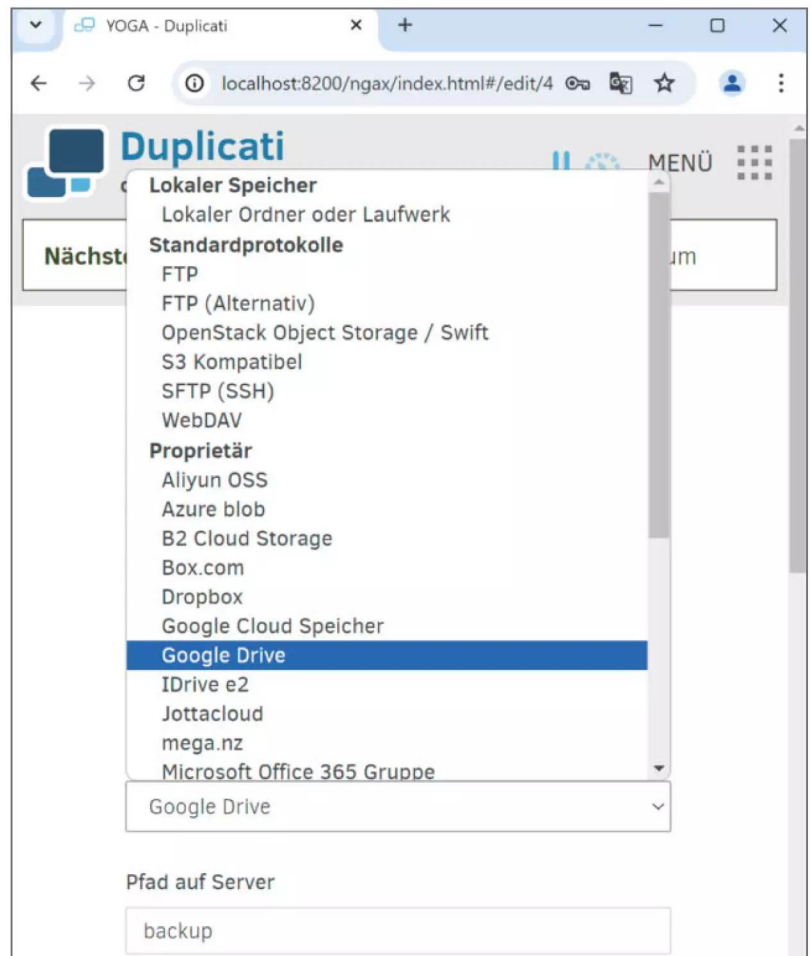 YOGA - Duplicati
localhost:8200/ngax/index.html#/edit/4
Duplicati
MENÜ
Lokaler Speicher
Lokaler Ordner oder Laufwerk
Standardprotokolle
FTP
FTP (Alternativ)
OpenStack Object Storage / Swift
S3 Kompatibel
SFTP (SSH)
WebDAV
Proprietär
Aliyun OSS
Azure blob
B2 Cloud Storage
Box.com
Dropbox
Google Cloud Speicher
Google Drive
IDrive e2
Jottacloud
mega.nz
Microsoft Office 365 Gruppe
Google Drive
Pfad auf Server
backup